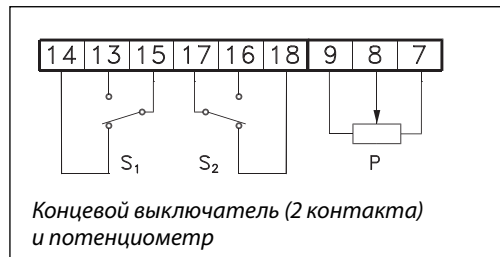 14 13 15 17 16 18 9 8 7
S₁ S₂ P
Концевой выключатель (2 контакта)
и потенциометр